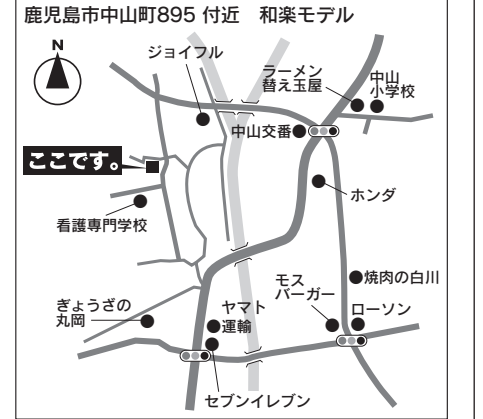 鹿児島市中山町895 付近　和楽モデル
N
ジョイフル
ラーメン
替え玉屋
中山
小学校
中山交番
ここです。
ホンダ
看護専門学校
焼肉の白川
モス
バーガー
ローソン
ぎょうざの
丸岡
ヤマト
運輸
セブンイレブン